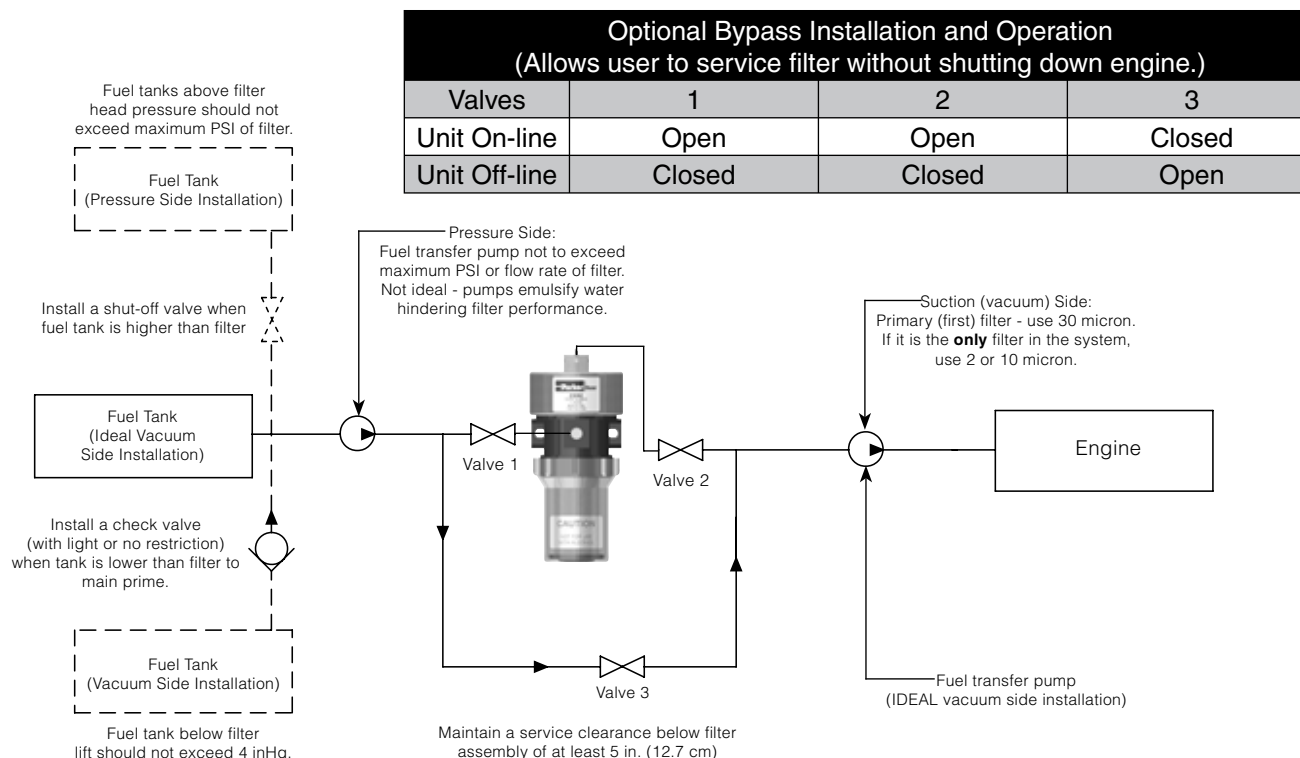 Optional Bypass Installation and Operation
(Allows user to service filter without shutting down engine.)
Valves 1 2 3
Unit On-line Open Open Closed
Unit Off-line Closed Closed Open
Fuel tanks above filter
head pressure should not
exceed maximum PSI of filter.
Fuel Tank
(Pressure Side Installation)
Install a shut-off valve when
fuel tank is higher than filter
Fuel Tank
(Ideal Vacuum
Side Installation)
Install a check valve
(with light or no restriction)
when tank is lower than filter to
main prime.
Fuel Tank
(Vacuum Side Installation)
Fuel tank below filter
lift should not exceed 4 inHg.
Pressure Side:
Fuel transfer pump not to exceed
maximum PSI or flow rate of filter.
Not ideal - pumps emulsify water
hindering filter performance.
Parker
CAUTION
Valve 1
Valve 2
Valve 3
Maintain a service clearance below filter
assembly of at least 5 in. (12.7 cm)
Suction (vacuum) Side:
Primary (first) filter - use 30 micron.
If it is the only filter in the system,
use 2 or 10 micron.
Engine
Fuel transfer pump
(IDEAL vacuum side installation)